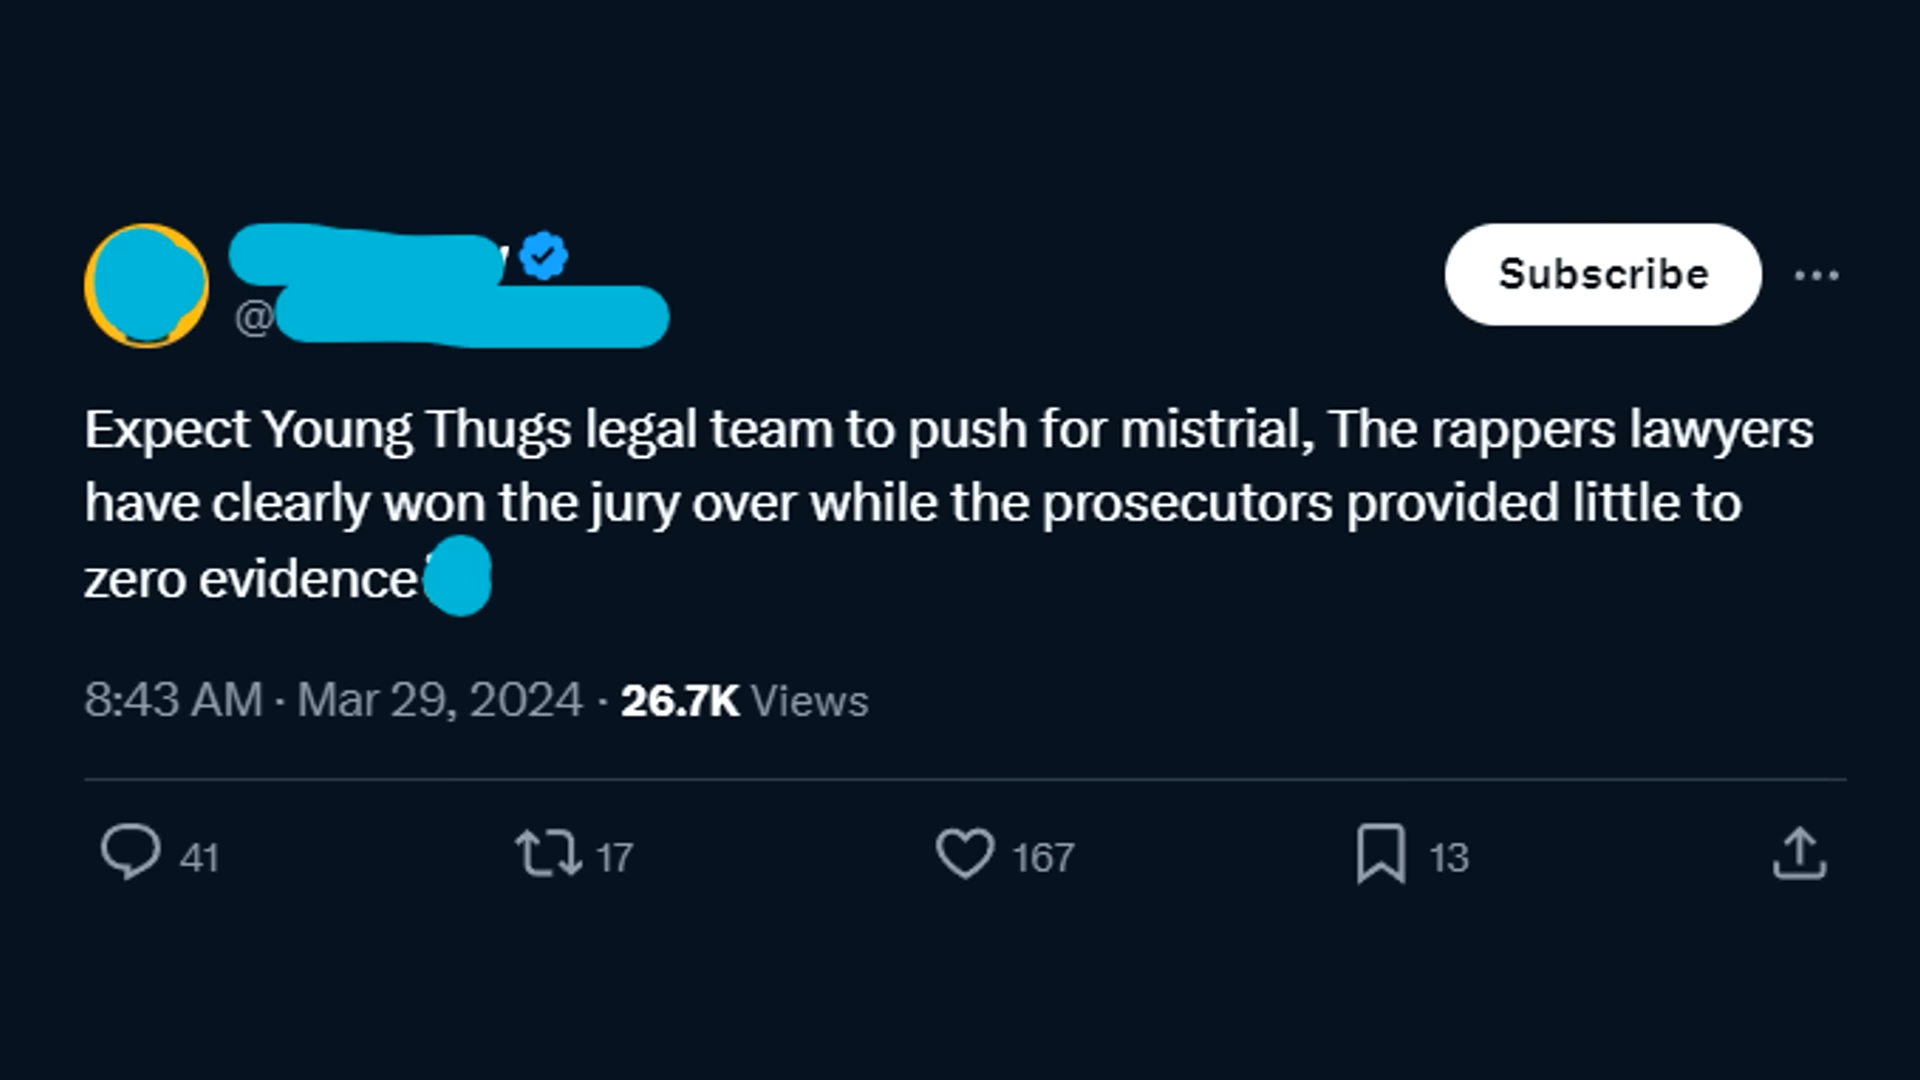 @
Subscribe
Expect Young Thugs legal team to push for mistrial, The rappers lawyers
have clearly won the jury over while the prosecutors provided little to
zero evidence
8:43 AM · Mar 29, 2024 · 26.7K Views
41 17 167 13